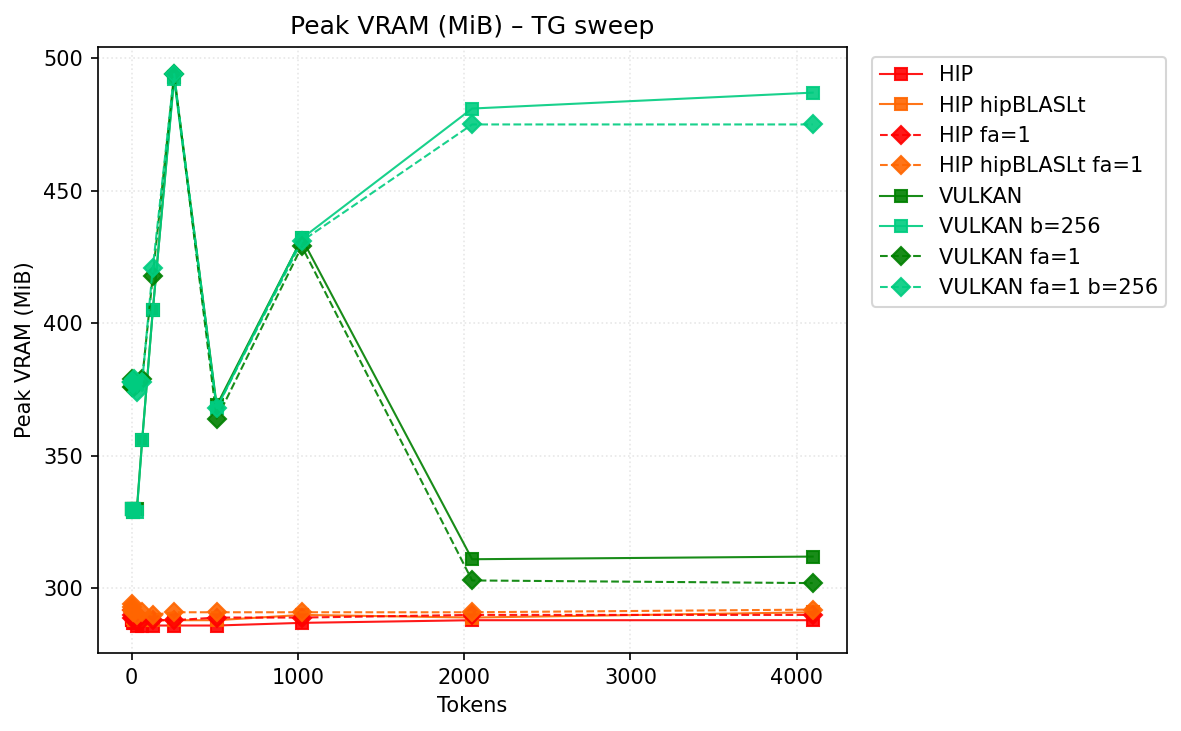 Peak VRAM (MiB) – TG sweep
Peak VRAM (MiB)
500
450
400
350
300
0
1000
2000
3000
4000
Tokens
HIP
HIP hipBLASLt
HIP fa=1
HIP hipBLASLt fa=1
VULKAN
VULKAN b=256
VULKAN fa=1
VULKAN fa=1 b=256